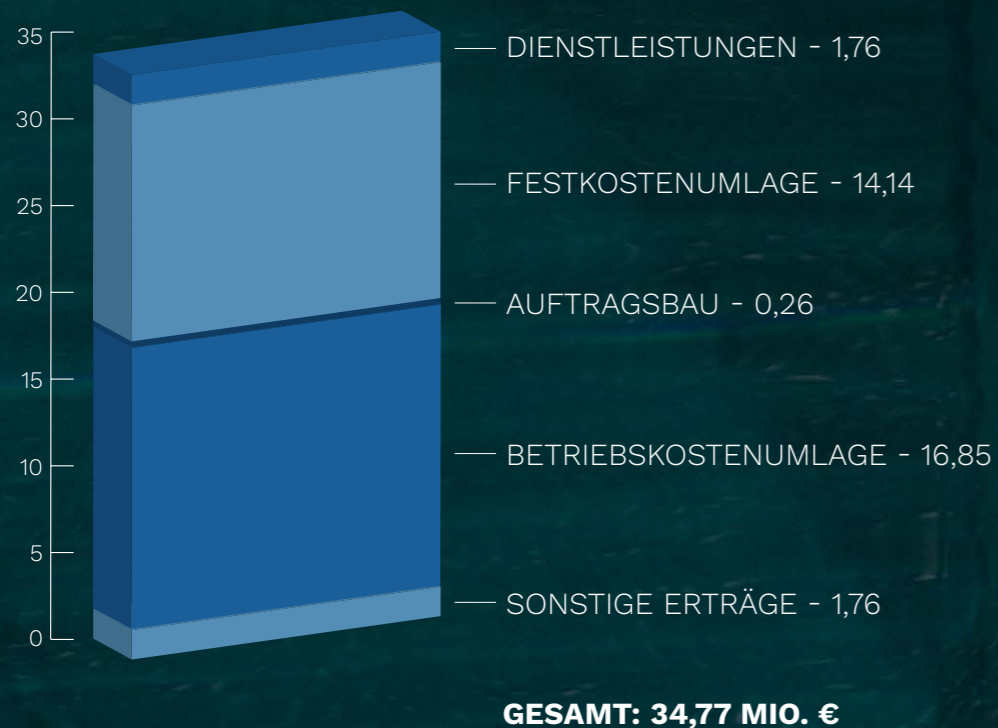 35
30
25
20
15
10
5
0
DIENSTLEISTUNGEN - 1,76
FESTKOSTENUMLAGE - 14,14
AUFTRAGSBAU - 0,26
BETRIEBSKOSTENUMLAGE - 16,85
SONSTIGE ERTRÄGE - 1,76
GESAMT: 34,77 MIO. €